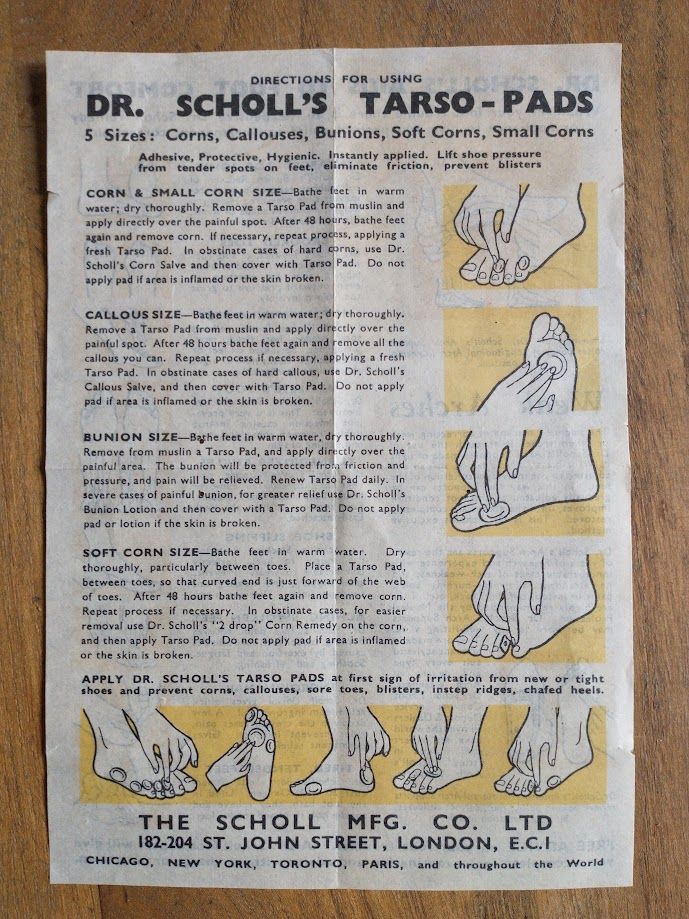 DIRECTIONS FOR USING
DR. SCHOLL'S TARSO-PADS
5 Sizes: Corns, Callouses, Bunions, Soft Corns, Small Corns
Adhesive, Protective, Hygienic. Instantly applied. Lift shoe pressure
from tender spots on feet, eliminate friction, prevent blisters
CORN & SMALL CORN SIZE—Bathe feet in warm
water; dry thoroughly. Remove a Tarso Pad from muslin and
apply directly over the painful spot. After 48 hours, bathe feet
again and remove corn. If necessary, repeat process, applying a
fresh Tarso Pad. In obstinate cases of hard corns, use Dr.
Scholl's Corn Salve and then cover with Tarso Pad. Do not
apply pad if area is inflamed or the skin broken.
CALLOUS SIZE—Bathe feet in warm water; dry thoroughly.
Remove a Tarso Pad from muslin and apply directly over the
painful spot. After 48 hours bathe feet again and remove all the
callous you can. Repeat process if necessary, applying a fresh
Tarso Pad. In obstinate cases of hard callous, use Dr. Scholl's
Callous Salve, and then cover with Tarso Pad. Do not apply
pad if area is inflamed or the skin is broken.
BUNION SIZE—Bathe feet in warm water, dry thoroughly.
Remove from muslin a Tarso Pad, and apply directly over the
painful area. The bunion will be protected from friction and
pressure, and pain will be relieved. Renew Tarso Pad daily. In
severe cases of painful bunion, for greater relief use Dr. Scholl's
Bunion Lotion and then cover with a Tarso Pad. Do not apply
pad or lotion if the skin is broken.
SOFT CORN SIZE—Bathe feet in warm water. Dry
thoroughly, particularly between toes. Place a Tarso Pad,
between toes, so that curved end is just forward of the web
of toes. After 48 hours bathe feet again and remove corn.
Repeat process if necessary. In obstinate cases, for easier
removal use Dr. Scholl's "2 drop" Corn Remedy on the corn,
and then apply Tarso Pad. Do not apply pad if area is inflamed
or the skin is broken.
APPLY DR. SCHOLL'S TARSO PADS at first sign of irritation from new or tight
shoes and prevent corns, callouses, sore toes, blisters, instep ridges, chafed heels.
THE SCHOLL MFG. CO. LTD
182-204 ST. JOHN STREET, LONDON, E.C.1
CHICAGO, NEW YORK, TORONTO, PARIS, and throughout the World